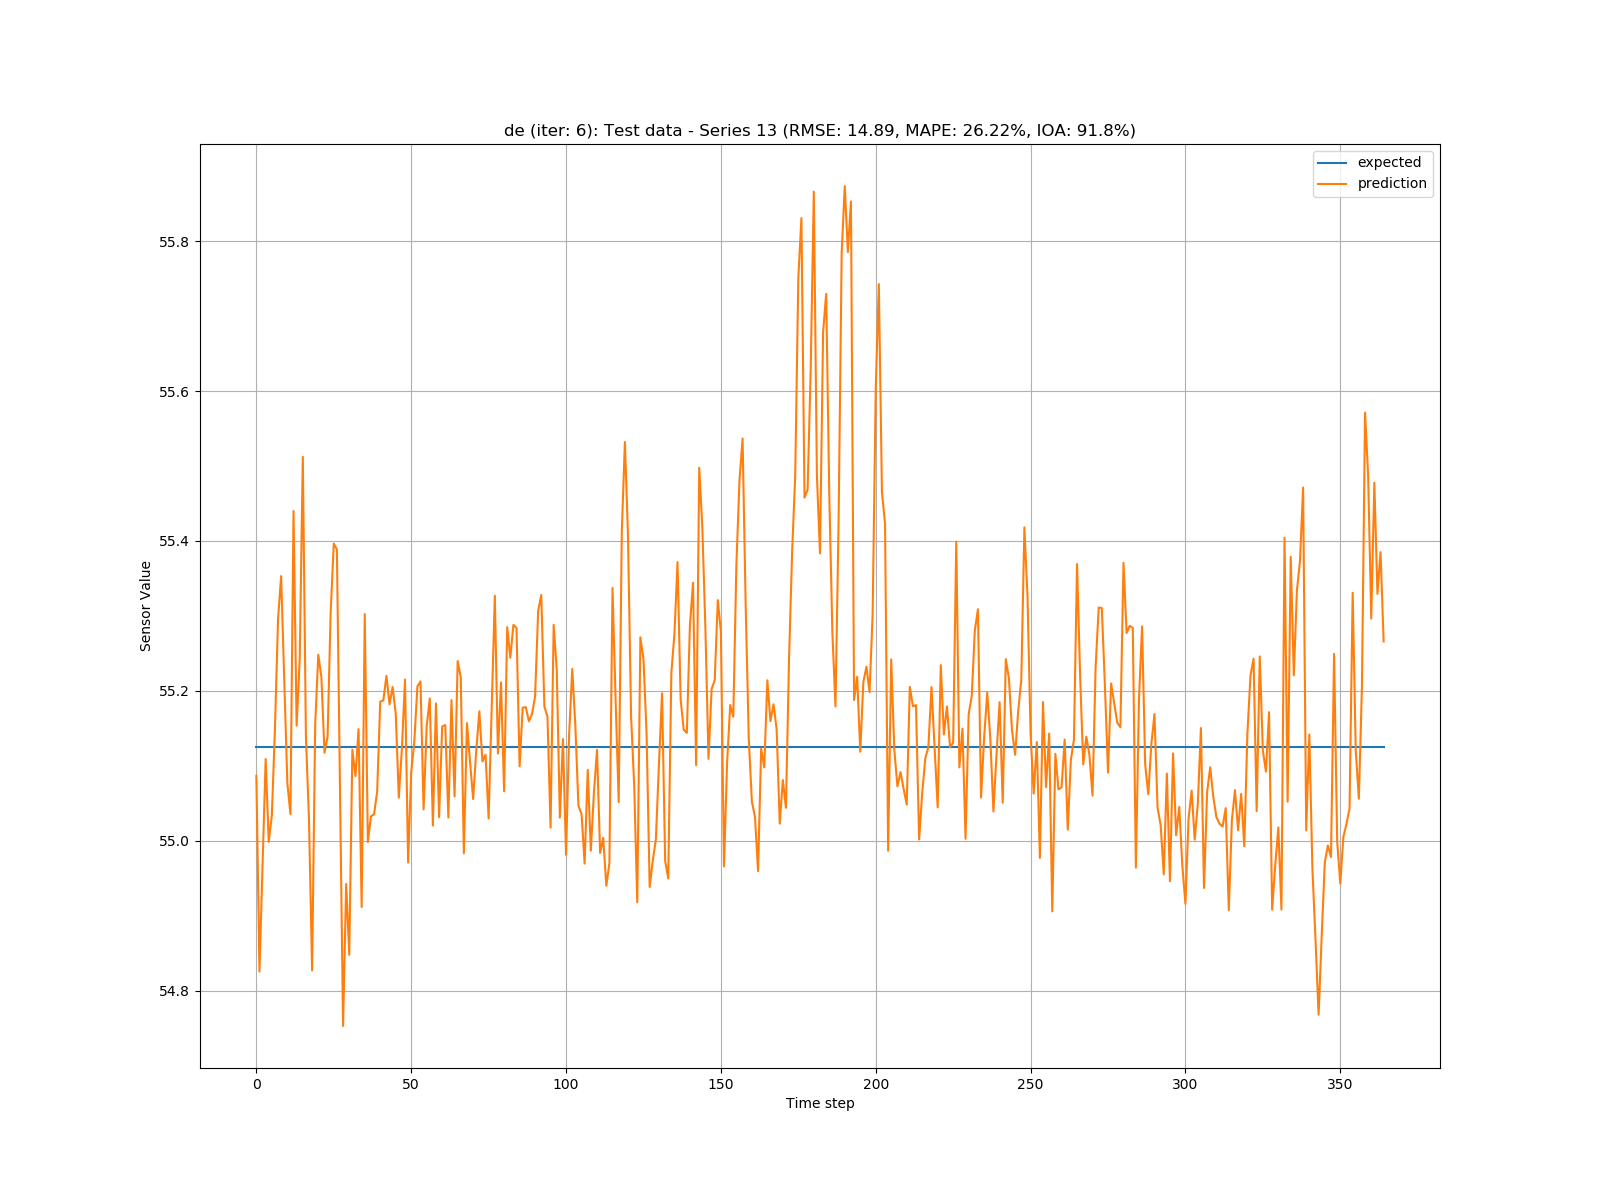 de (iter: 6): Test data - Series 13 (RMSE: 14.89, MAPE: 26.22%, IOA: 91.8%)
expected
prediction
55.8
55.6
55.4
55.2
55.0
54.8
Sensor Value
0 50 100 150 200 250 300 350
Time step